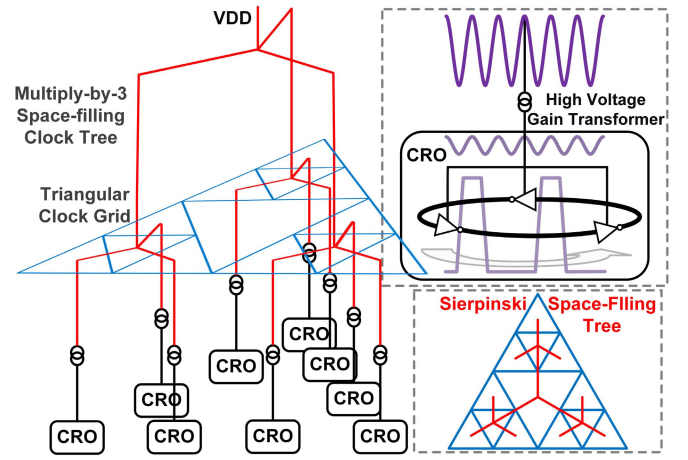 VDD
Multiply-by-3
Space-filling
Clock Tree
Triangular
Clock Grid
High Voltage
Gain Transformer
CRO
Sierpinski Space-FIling
Tree
CRO
CRO
CRO
CRO
CRO
CRO
CRO
CRO
CRO